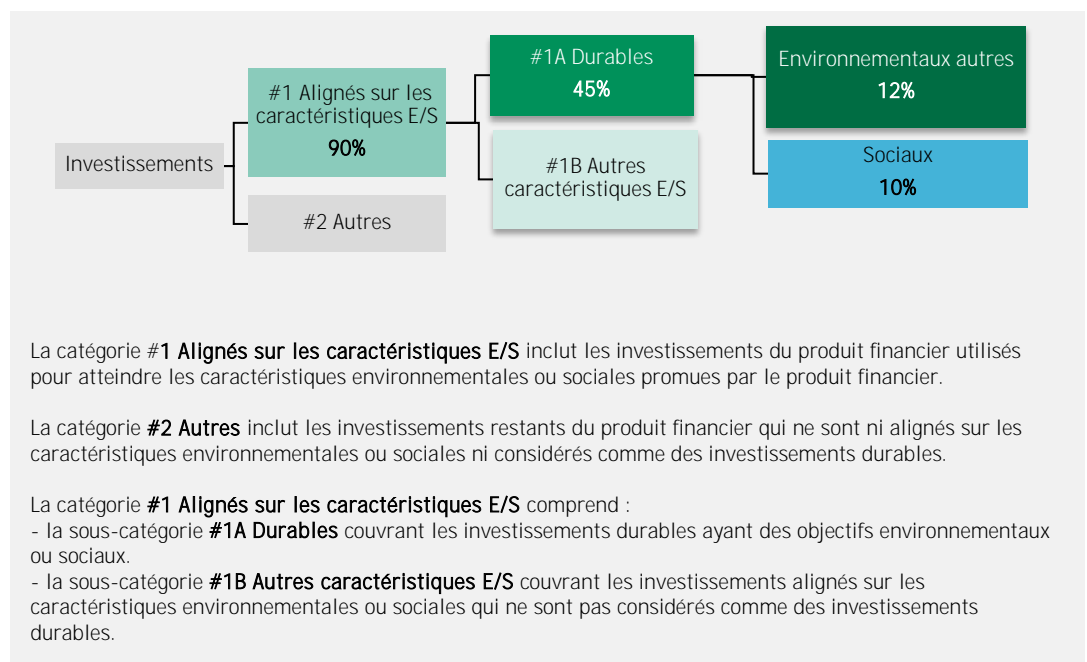 Investissements
#1 Alignés sur les
caractéristiques E/S
90%
#2 Autres
#1A Durables
45%
#1B Autres
caractéristiques E/S
Environnementaux autres
12%
Sociaux
10%
La catégorie #1 Alignés sur les caractéristiques E/S inclut les investissements du produit financier utilisés
pour atteindre les caractéristiques environnementales ou sociales promues par le produit financier.
La catégorie #2 Autres inclut les investissements restants du produit financier qui ne sont ni alignés sur les
caractéristiques environnementales ou sociales ni considérés comme des investissements durables.
La catégorie #1 Alignés sur les caractéristiques E/S comprend :
- la sous-catégorie #1A Durables couvrant les investissements durables ayant des objectifs environnementaux
ou sociaux.
- la sous-catégorie #1B Autres caractéristiques E/S couvrant les investissements alignés sur les
caractéristiques environnementales ou sociales qui ne sont pas considérés comme des investissements
durables.